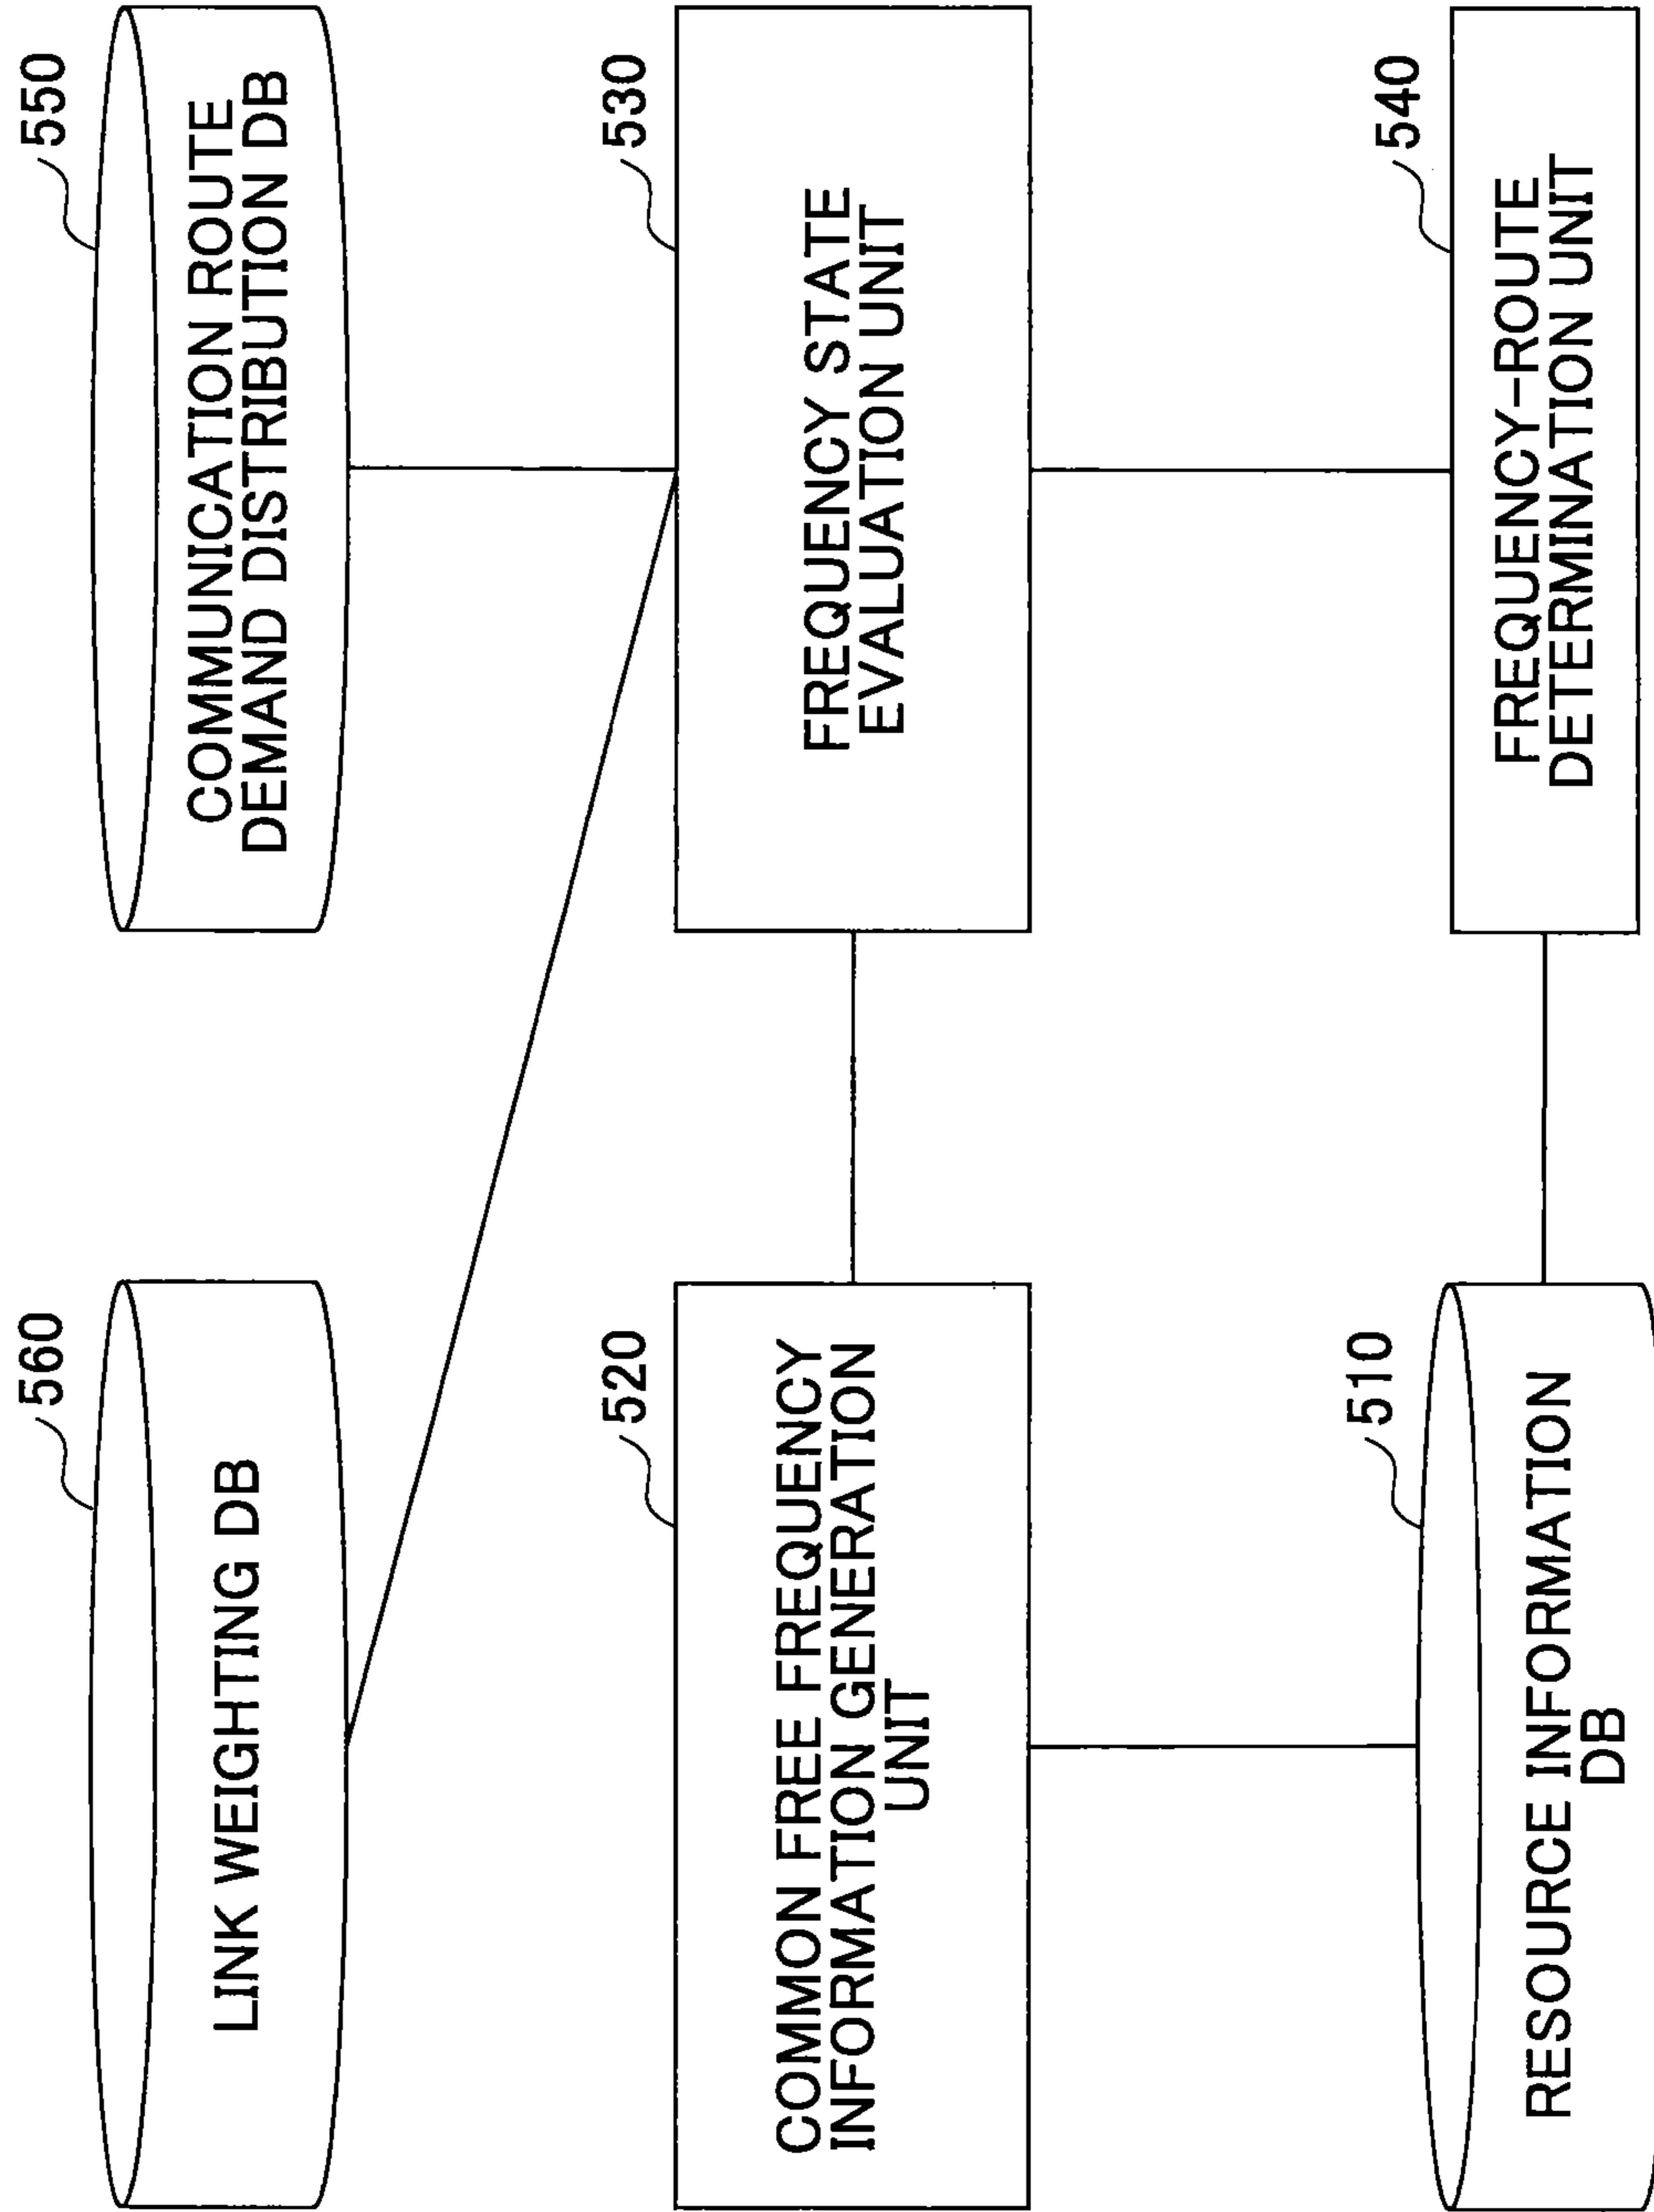 560
LINK WEIGHTING DB
550
COMMUNICATION ROUTE
DEMAND DISTRIBUTION DB
520
COMMON FREE FREQUENCY
INFORMATION GENERATION
UNIT
530
FREQUENCY STATE
EVALUATION UNIT
510
RESOURCE INFORMATION
DB
540
FREQUENCY-ROUTE
DETERMINATION UNIT